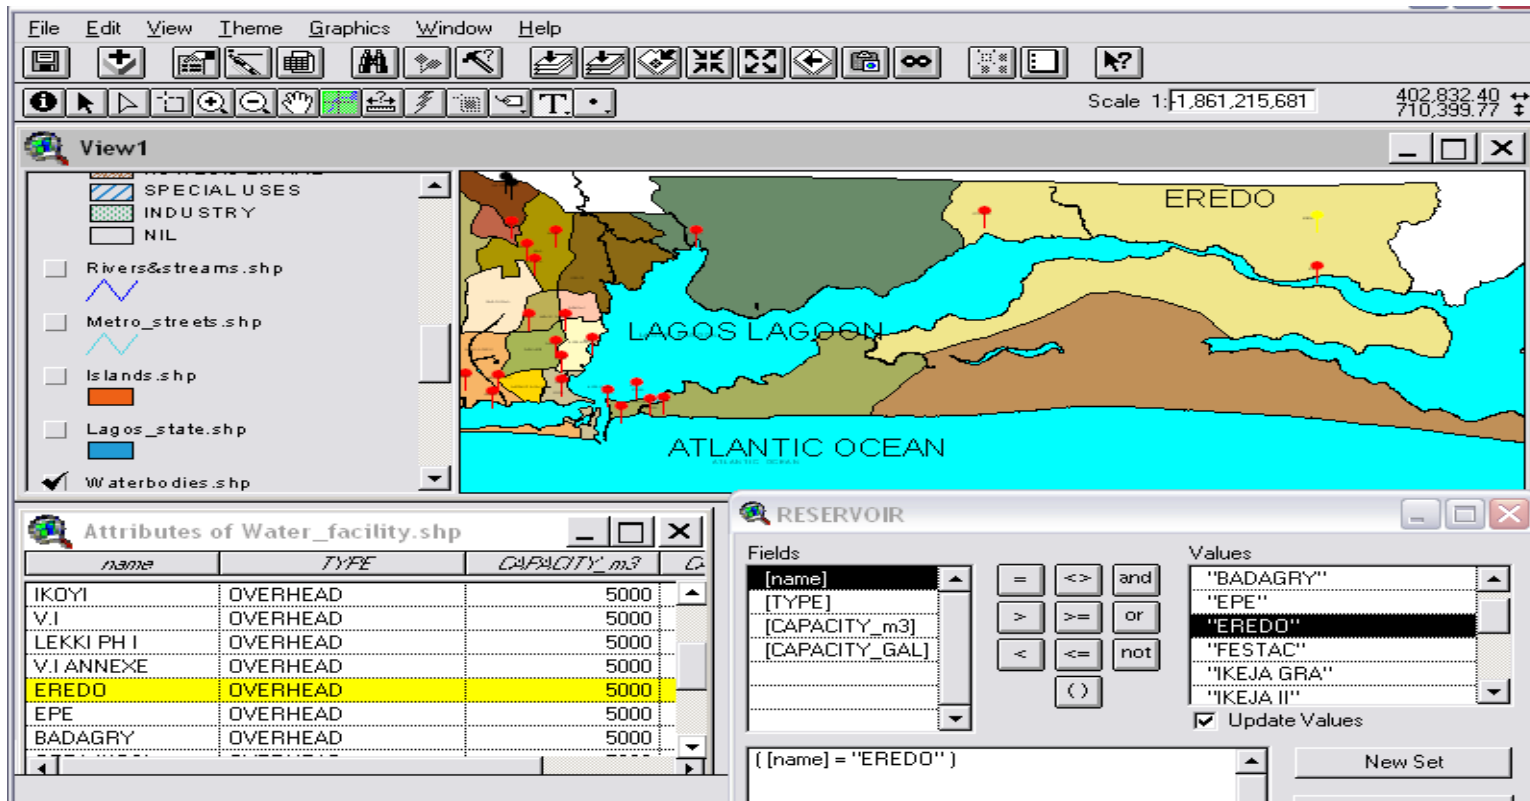 File Edit View Theme Graphics Window Help
Scale 1: 1,861,215,681
402,832.40
710,399.77
View1
SPECIAL USES
INDUSTRY
NIL
Rivers&streams.shp
Metro_streets.shp
Islands.shp
Lagos_state.shp
Waterbodies.shp
EREDO
LAGOS LAGOON
ATLANTIC OCEAN
ATLANTIC OCEAN
Attributes of Water_facility.shp
name TYPE CAPACITY_m3
IKOYI OVERHEAD 5000
V.I OVERHEAD 5000
LEKKI PH I OVERHEAD 5000
V.I ANNEXE OVERHEAD 5000
EREDO OVERHEAD 5000
EPE OVERHEAD 5000
BADAGRY OVERHEAD 5000
RESERVOIR
Fields
[name]
[TYPE]
[CAPACITY_m3]
[CAPACITY_GAL]
= <> and
> >= or
< <= not
()
Values
"BADAGRY"
"EPE"
"EREDO"
"FESTAC"
"IKEJA GRA"
"IKEJA II"
Update Values
( [name] = "EREDO" )
New Set